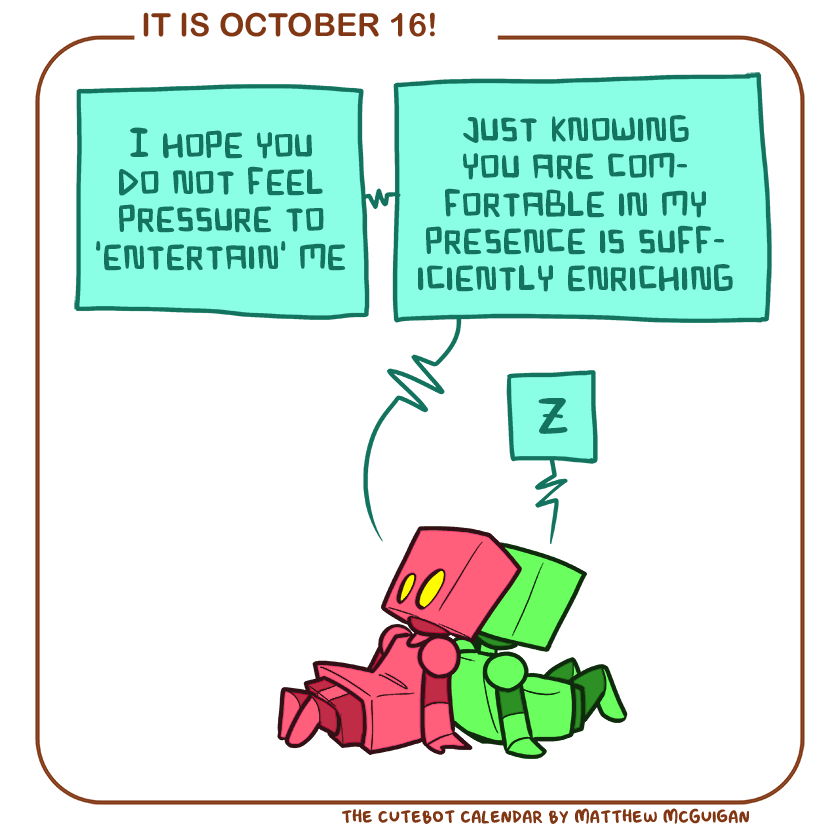 IT IS OCTOBER 16!
I HOPE YOU
DO NOT FEEL
PRESSURE TO
'ENTERTAIN' ME
JUST KNOWING
YOU ARE COM-
FORTABLE IN MY
PRESENCE IS SUFF-
ICIENTLY ENRICHING
Z
THE CUTEBOT CALENDAR BY MATTHEW MCGUIGAN